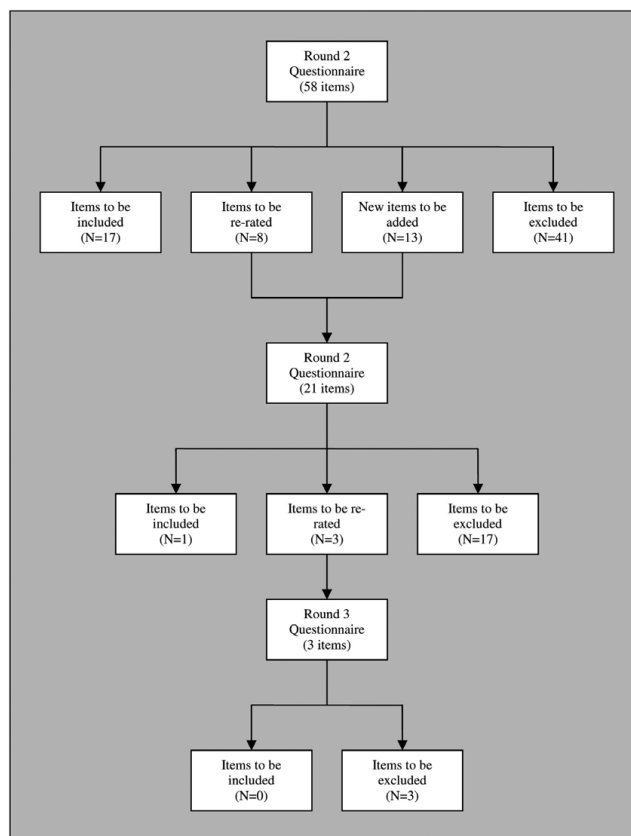 Round 2
Questionnaire
(58 items)
Items to be
included
(N=17)
Items to be
re-rated
(N=8)
New items to be
added
(N=13)
Items to be
excluded
(N=41)
Round 2
Questionnaire
(21 items)
Items to be
included
(N=1)
Items to be re-
rated
(N=3)
Items to be
excluded
(N=17)
Round 3
Questionnaire
(3 items)
Items to be
included
(N=0)
Items to be
excluded
(N=3)